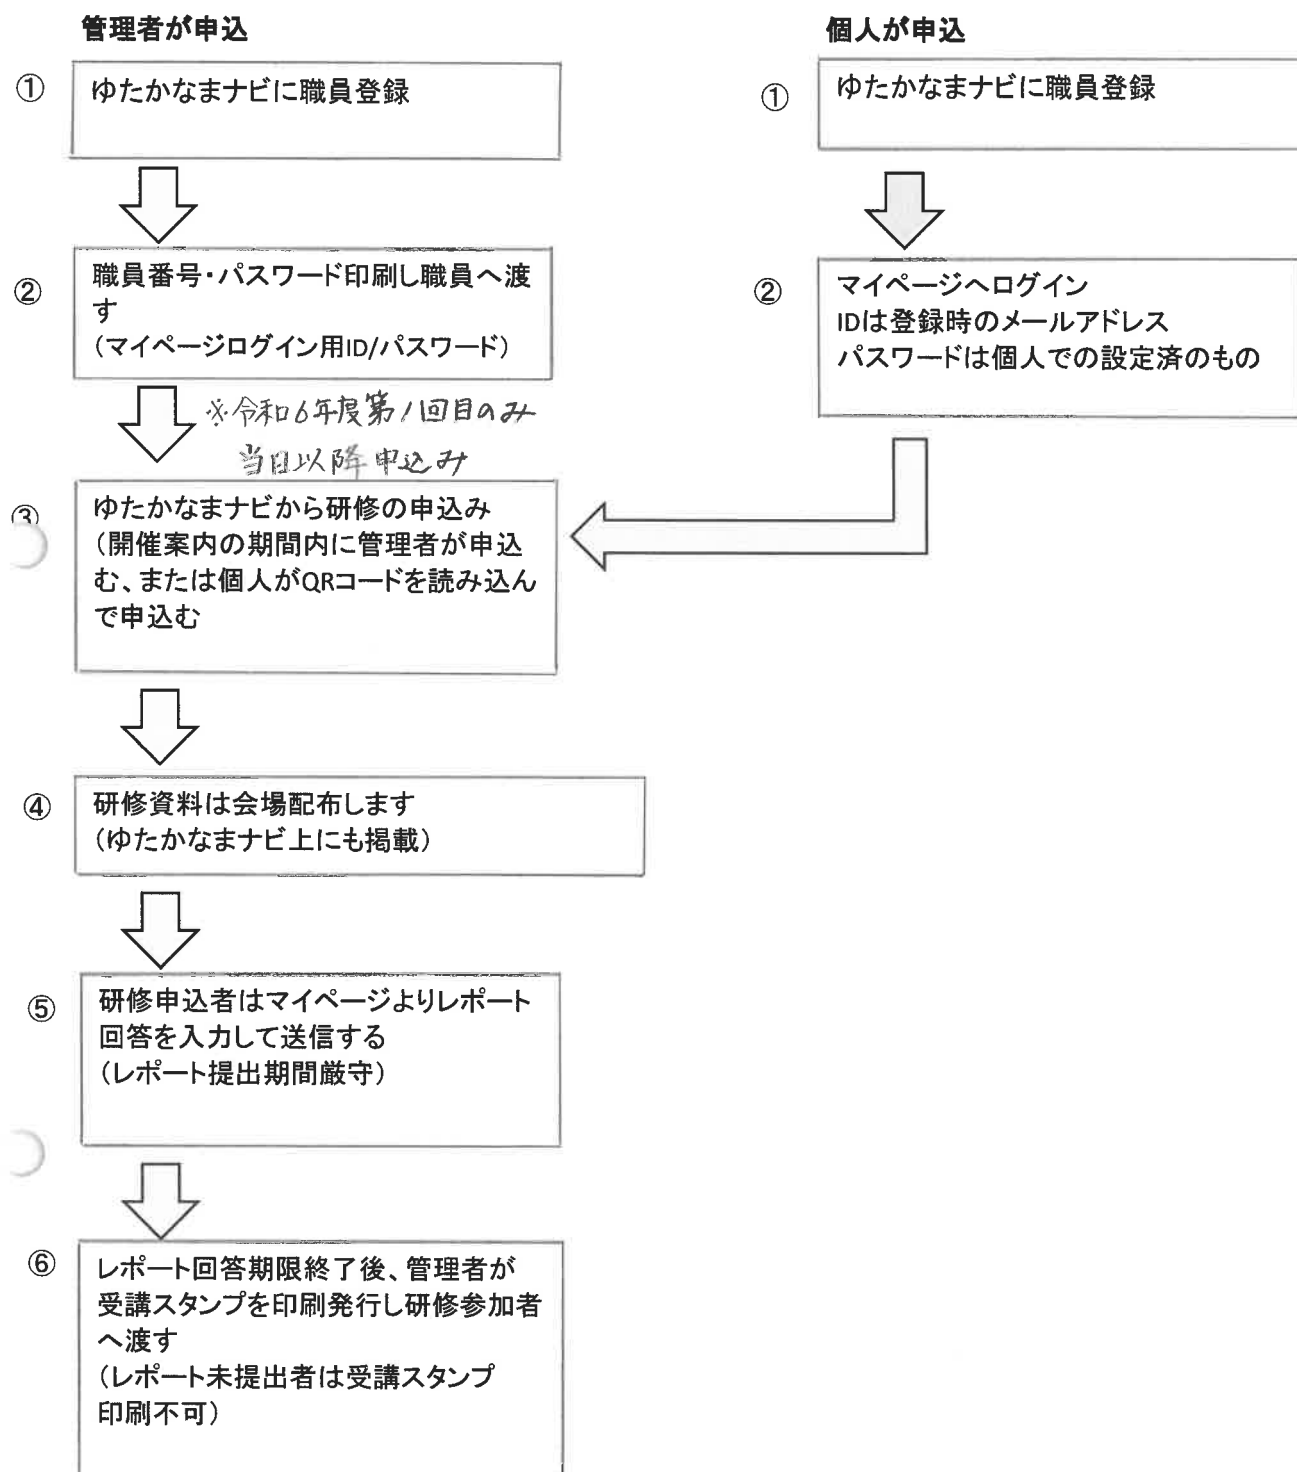 管理者が申込
① ゆたかなまナビに職員登録
② 職員番号・パスワード印刷し職員へ渡
す
（マイページログイン用ID/パスワード）
※令和6年度第1回目のみ
当日以降申込み
③ ゆたかなまナビから研修の申込み
（開催案内の期間内に管理者が申込
む、または個人がQRコードを読み込ん
で申込む
④ 研修資料は会場配布します
（ゆたかなまナビ上にも掲載）
⑤ 研修申込者はマイページよりレポート
回答を入力して送信する
（レポート提出期間厳守）
⑥ レポート回答期限終了後、管理者が
受講スタンプを印刷発行し研修参加者
へ渡す
（レポート未提出者は受講スタンプ
印刷不可）
個人が申込
① ゆたかなまナビに職員登録
② マイページへログイン
IDは登録時のメールアドレス
パスワードは個人での設定済のもの